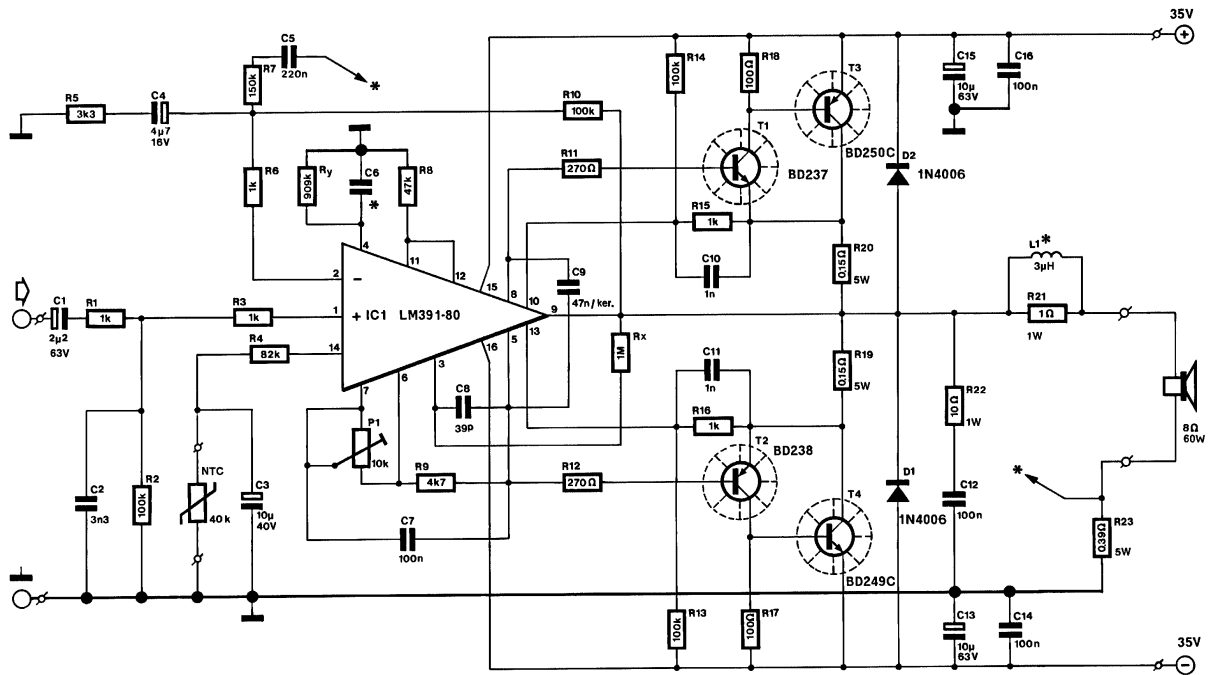 35V
+
C5
220n
*
R7
150k
R5
3k3
C4
4µ7
16V
R10
100k
R14
100k
R18
100Ω
T3
BD250C
C15
10µ
63V
C16
100n
R6
1k
Ry
909k
C6
*
R8
47k
R11
270Ω
T1
BD237
D2
1N4006
R15
1k
C10
1n
R20
0,15Ω
5W
L1*
3µH
R21
1Ω
1W
4
11
12
15
8
10
C9
47n/ker.
2
−
1
+ IC1 LM391-80
9
13
14
7
6
3
16
5
C1
2µ2
63V
R1
1k
R3
1k
R4
82k
Rx
1M
C8
39p
C11
1n
R19
0,15Ω
5W
R16
1k
R22
10Ω
1W
8Ω
60W
P1
10k
R9
4k7
R12
270Ω
T2
BD238
T4
BD249C
D1
1N4006
C12
100n
*
R23
0,39Ω
5W
C2
3n3
R2
100k
NTC
40k
C3
10µ
40V
C7
100n
R13
100k
R17
100Ω
C13
10µ
63V
C14
100n
35V
−